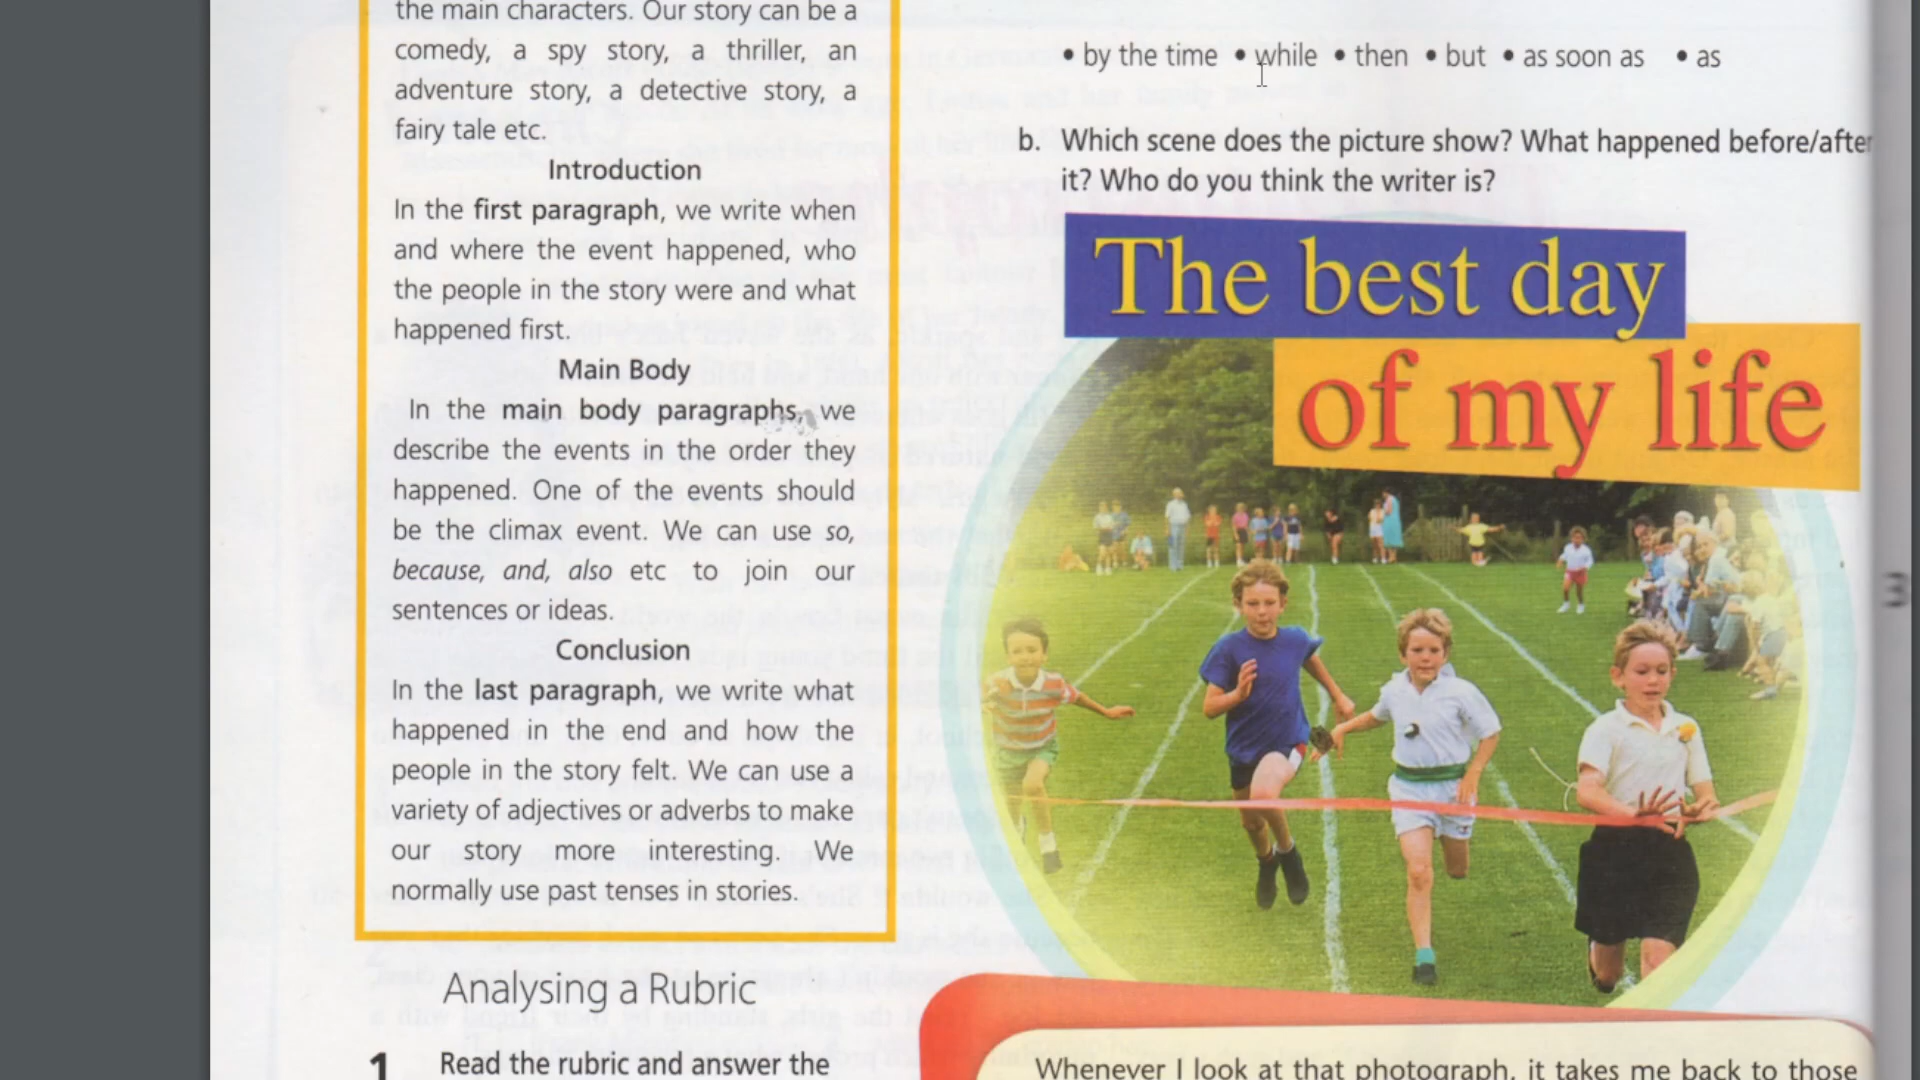 the main characters. Our story can be a
comedy, a spy story, a thriller, an
adventure story, a detective story, a
fairy tale etc.
Introduction
In the first paragraph, we write when
and where the event happened, who
the people in the story were and what
happened first.
Main Body
In the main body paragraphs, we
describe the events in the order they
happened. One of the events should
be the climax event. We can use so,
because, and, also etc to join our
sentences or ideas.
Conclusion
In the last paragraph, we write what
happened in the end and how the
people in the story felt. We can use a
variety of adjectives or adverbs to make
our story more interesting. We
normally use past tenses in stories.
Analysing a Rubric
1 Read the rubric and answer the
• by the time • while • then • but • as soon as • as
b. Which scene does the picture show? What happened before/after
it? Who do you think the writer is?
The best day
of my life
Whenever I look at that photograph, it takes me back to those